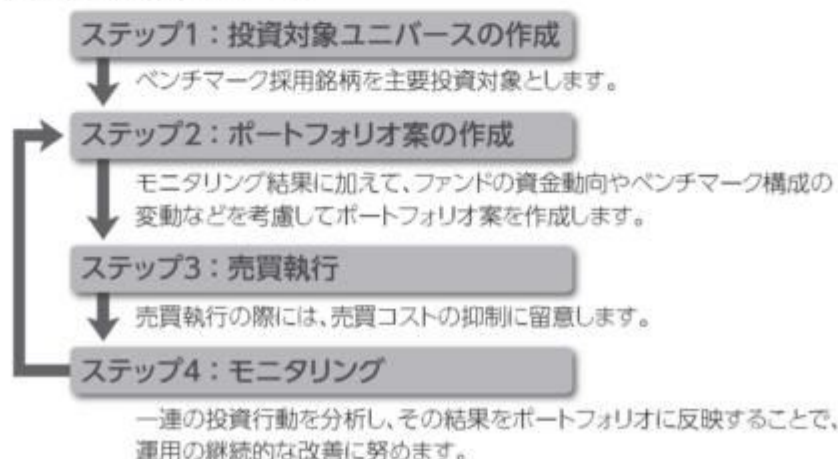 ステップ1：投資対象ユニバースの作成
ベンチマーク採用銘柄を主要投資対象とします。
ステップ2：ポートフォリオ案の作成
モニタリング結果に加えて、ファンドの資金動向やベンチマーク構成の
変動などを考慮してポートフォリオ案を作成します。
ステップ3：売買執行
売買執行の際には、売買コストの抑制に留意します。
ステップ4：モニタリング
一連の投資行動を分析し、その結果をポートフォリオに反映することで、
運用の継続的な改善に努めます。